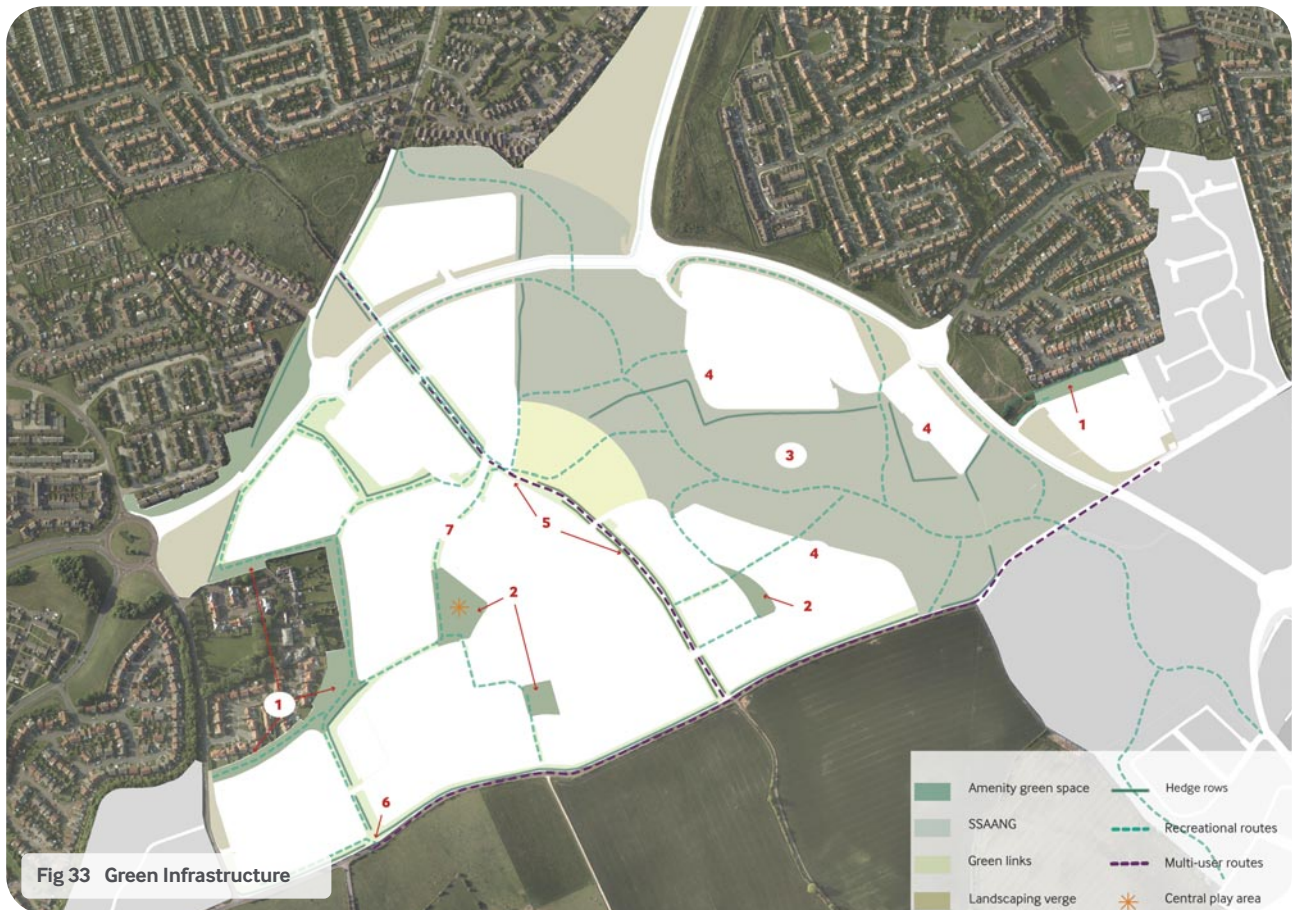 4
4
1
3
7
5
4
2
2
1
6
Amenity green space
Hedge rows
SSAANG
Recreational routes
Green links
Multi-user routes
Landscaping verge
Central play area
Fig 33 Green Infrastructure